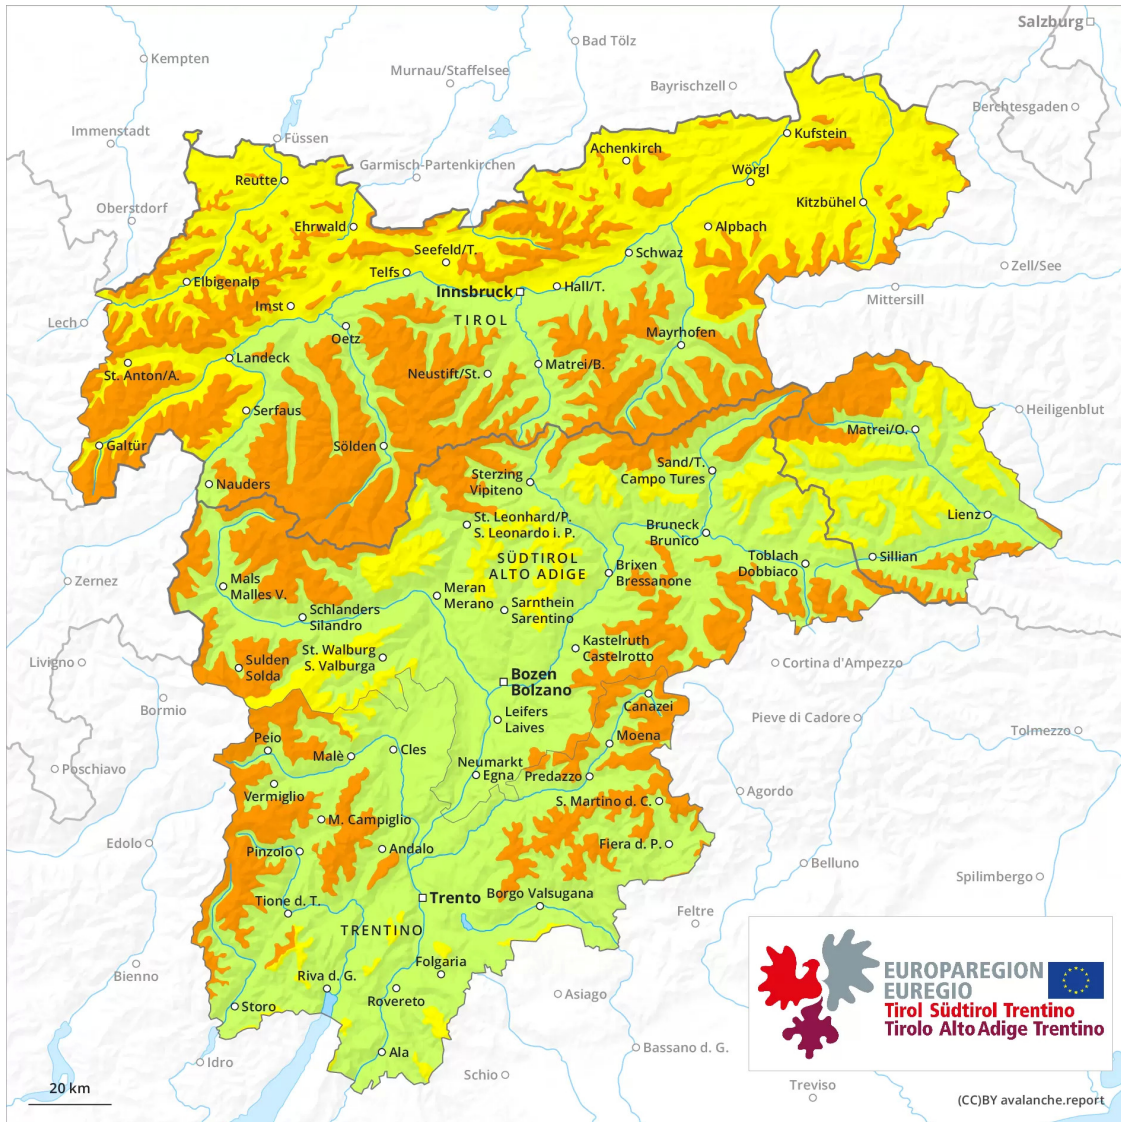 Salzburg
Bad Tölz
Kempten
Murnau/Staffelsee
Bayrischzell
Berchtesgaden
Immenstadt
Füssen
Kufstein
Achenkirch
Garmisch-Partenkirchen
Wörgl
Reutte
Kitzbühel
Oberstdorf
Ehrwald
Alpbach
Seefeld/T.
Schwaz
Telfs
Zell/See
Elbigenalp
Innsbruck
Hall/T.
Mittersill
Imst
TIROL
Lech
Oetz
Mayrhofen
Landeck
Matrei/B.
St. Anton/A.
Neustift/St.
Serfaus
Heiligenblut
Matrei/O.
Galtür
Sölden
Sand/T.
Campo Tures
Sterzing
Vipiteno
Nauders
St. Leonhard/P.
S. Leonardo i. P.
Lienz
Bruneck
Brunico
SÜDTIROL
ALTO ADIGE
Toblach
Dobbiaco
Sillian
Brixen
Bressanone
Zernez
Mals
Malles V.
Meran
Merano
Sarnthein
Sarentino
Schlanders
Silandro
Kastelruth
Castelrotto
St. Walburg
S. Valburga
Livigno
Sulden
Solda
Cortina d'Ampezzo
Bozen
Bolzano
Bormio
Canazei
Leifers
Laives
Pieve di Cadore
Tolmezzo
Peio
Moena
Malè
Cles
Neumarkt
Egna
Predazzo
Poschiavo
Vermiglio
Agordo
S. Martino d. C.
M. Campiglio
Edolo
Pinzolo
Andalo
Fiera d. P.
Belluno
Spilimbergo
Trento
Borgo Valsugana
Tione d. T.
Feltre
TRENTINO
Folgaria
Bienno
Riva d. G.
Rovereto
Asiago
Storo
EUROPAREGION
EUREGIO
Tirol Südtirol Trentino
Tirolo Alto Adige Trentino
Ala
Idro
Bassano d. G.
Schio
Treviso
20 km
(CC)BY avalanche.report